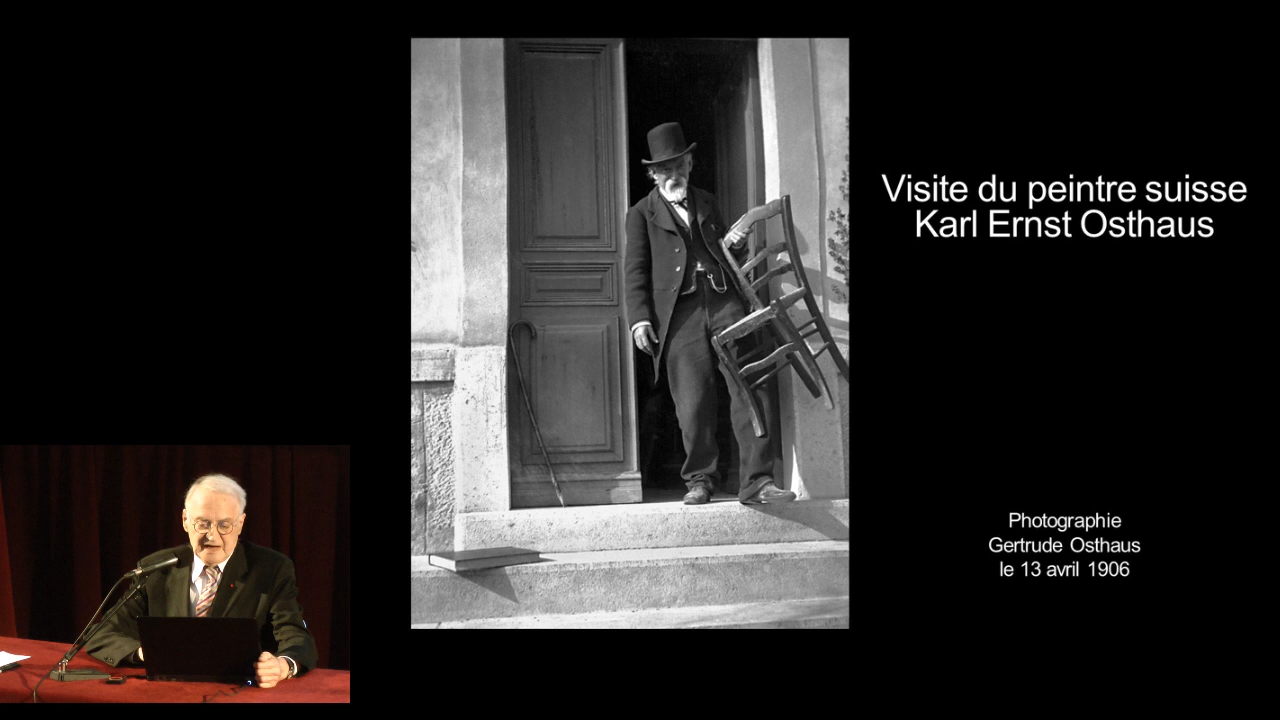 Visite du peintre suisse
Karl Ernst Osthaus
Photographie
Gertrude Osthaus
le 13 avril 1906